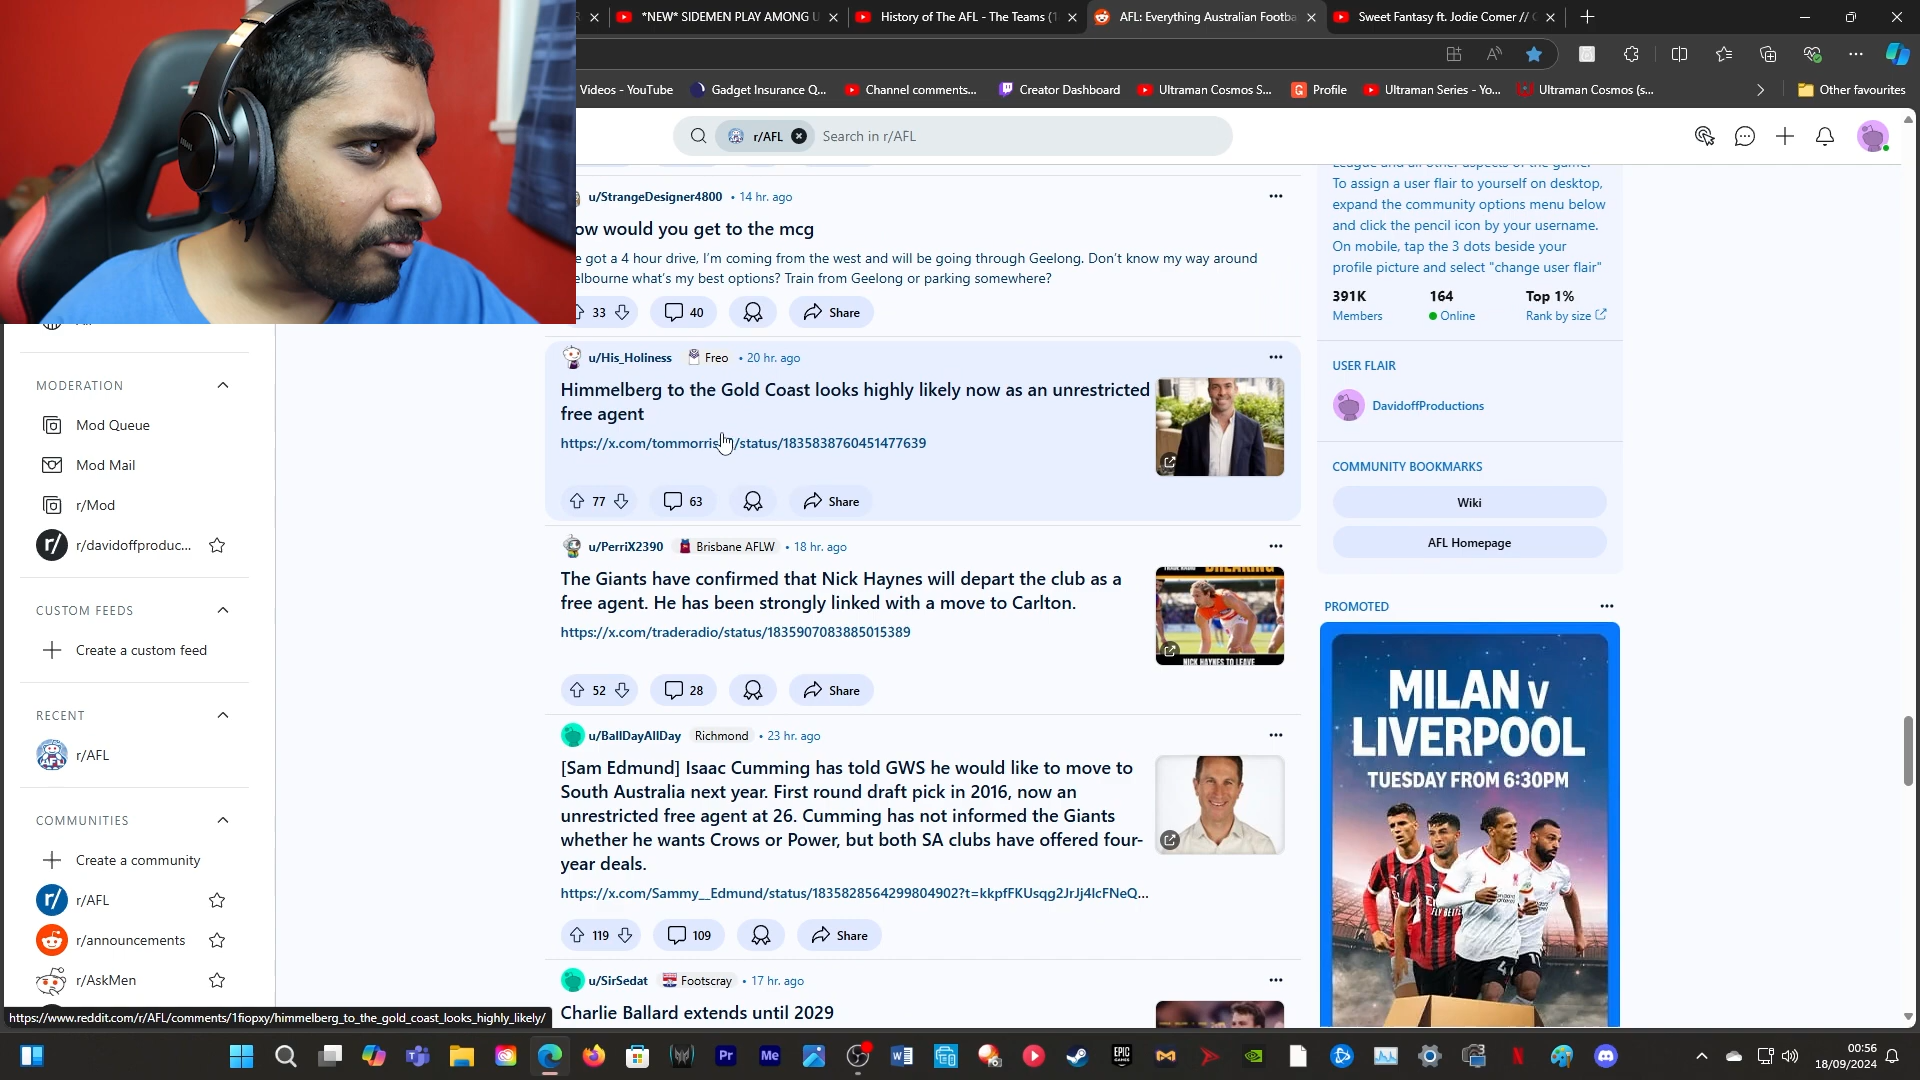 *NEW* SIDEMEN PLAY AMONG U
History of The AFL - The Teams (1
AFL: Everything Australian Footba
Sweet Fantasy ft. Jodie Comer //
Videos - YouTube
Gadget Insurance Q...
Channel comments...
Creator Dashboard
Ultraman Cosmos S...
Profile
Ultraman Series - Yo...
Ultraman Cosmos (s...
Other favourites
r/AFL
Search in r/AFL
u/StrangeDesigner4800 • 14 hr. ago
ow would you get to the mcg
e got a 4 hour drive, I'm coming from the west and will be going through Geelong. Don't know my way around
elbourne what's my best options? Train from Geelong or parking somewhere?
33
40
Share
u/His_Holiness Freo • 20 hr. ago
Himmelberg to the Gold Coast looks highly likely now as an unrestricted
free agent
https://x.com/tommorris /status/1835838760451477639
77
63
Share
u/PerriX2390 Brisbane AFLW • 18 hr. ago
The Giants have confirmed that Nick Haynes will depart the club as a
free agent. He has been strongly linked with a move to Carlton.
https://x.com/traderadio/status/1835907083885015389
BREAKING
NICK HAYNES TO LEAVE
52
28
Share
u/BallDayAllDay Richmond • 23 hr. ago
[Sam Edmund] Isaac Cumming has told GWS he would like to move to
South Australia next year. First round draft pick in 2016, now an
unrestricted free agent at 26. Cumming has not informed the Giants
whether he wants Crows or Power, but both SA clubs have offered four-
year deals.
https://x.com/Sammy__Edmund/status/1835828564299804902?t=kkpfFKUsqg2JrJj4lcFNeQ...
119
109
Share
u/SirSedat Footscray • 17 hr. ago
Charlie Ballard extends until 2029
MODERATION
Mod Queue
Mod Mail
r/Mod
r/davidoffproduc...
CUSTOM FEEDS
Create a custom feed
RECENT
r/AFL
COMMUNITIES
Create a community
r/AFL
r/announcements
r/AskMen
https://www.reddit.com/r/AFL/comments/1fiopxy/himmelberg_to_the_gold_coast_looks_highly_likely/
League and all other aspects of the game.
To assign a user flair to yourself on desktop,
expand the community options menu below
and click the pencil icon by your username.
On mobile, tap the 3 dots beside your
profile picture and select "change user flair"
391K
Members
164
Online
Top 1%
Rank by size
USER FLAIR
DavidoffProductions
COMMUNITY BOOKMARKS
Wiki
AFL Homepage
PROMOTED
MILAN v
LIVERPOOL
TUESDAY FROM 6:30PM
00:56
18/09/2024